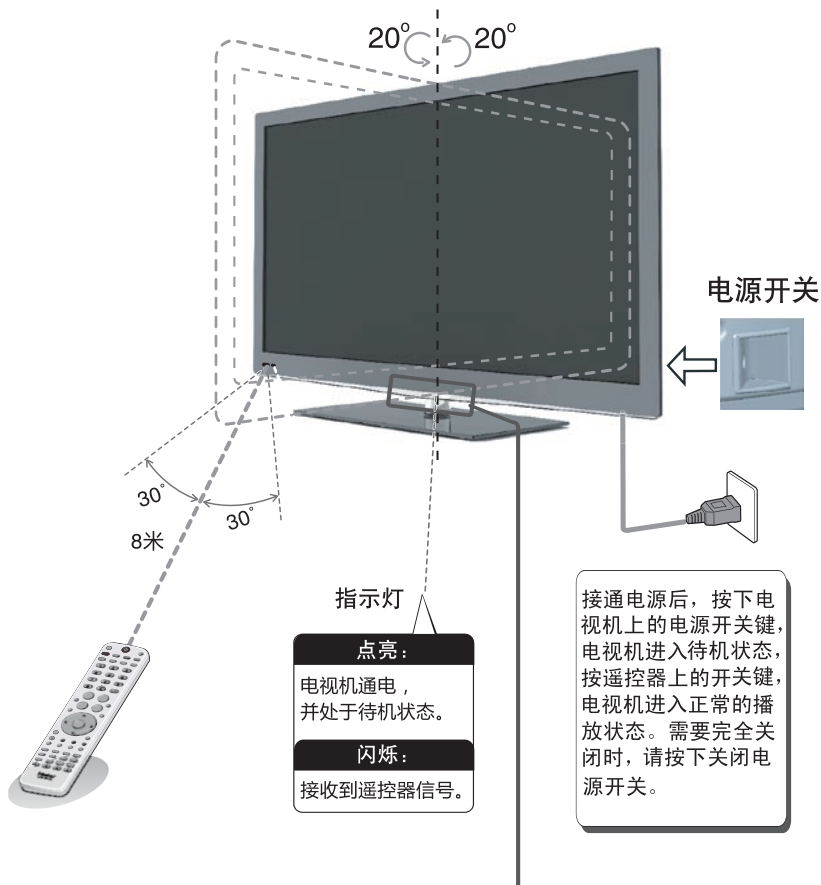 20° 20°
电源开关
30°
30°
8米
指示灯
点亮：
电视机通电，
并处于待机状态。
闪烁：
接收到遥控器信号。
接通电源后，按下电
视机上的电源开关键，
电视机进入待机状态，
按遥控器上的开关键，
电视机进入正常的播
放状态。需要完全关
闭时，请按下关闭电
源开关。